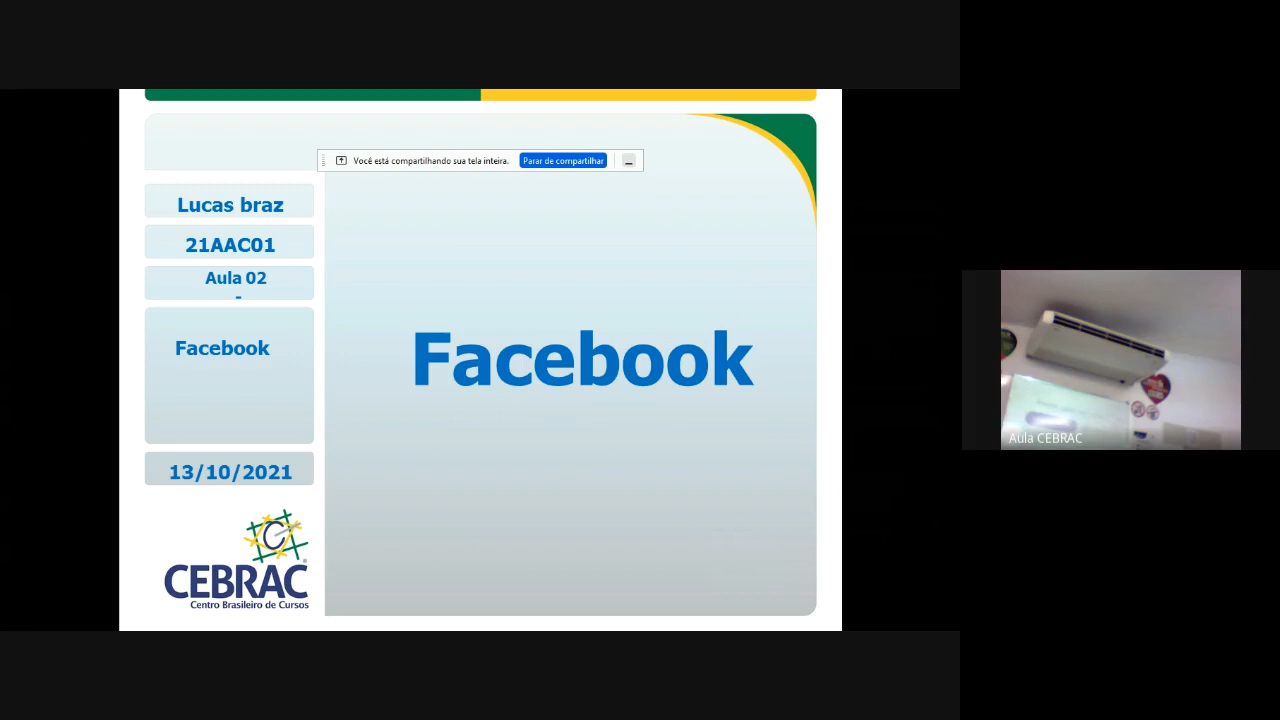 Você está compartilhando sua tela inteira. Parar de compartilhar
Lucas braz
21AAC01
Aula 02
-
Facebook
13/10/2021
CEBRAC
Centro Brasileiro de Cursos
Facebook
Aula CEBRAC